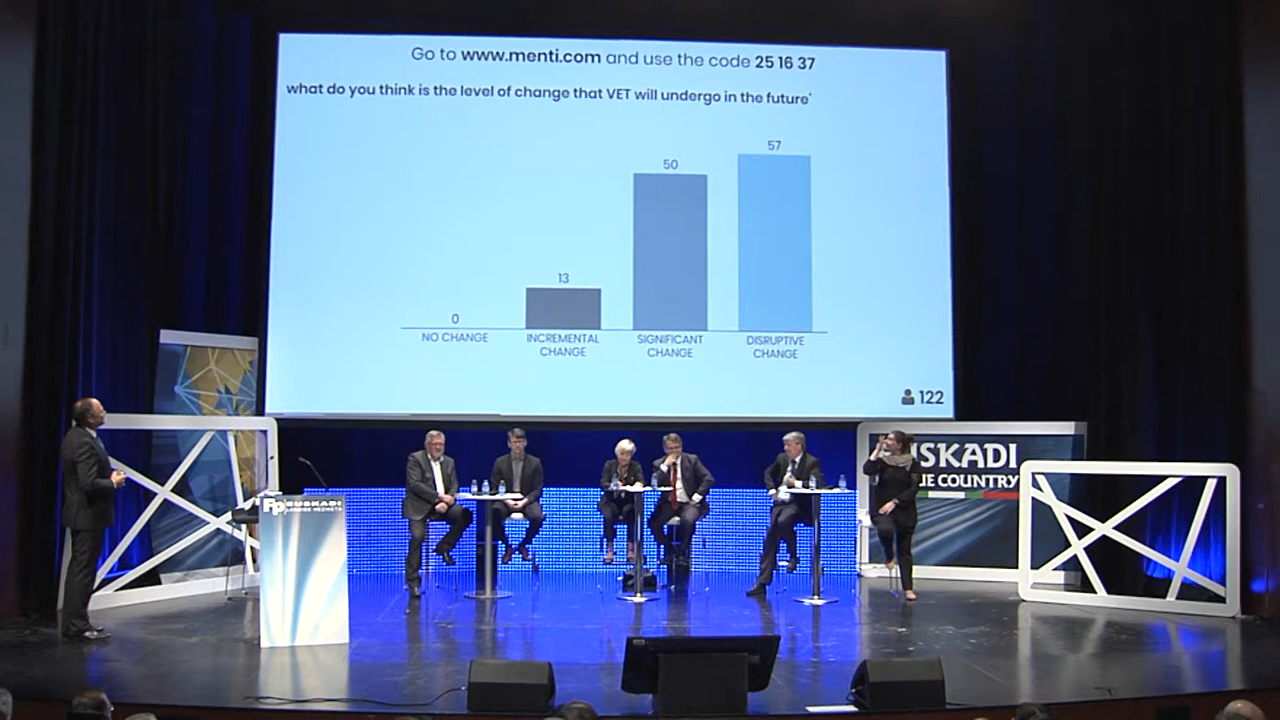 Go to www.menti.com and use the code 25 16 37
what do you think is the level of change that VET will undergo in the future'
57
50
13
0
NO CHANGE
INCREMENTAL
CHANGE
SIGNIFICANT
CHANGE
DISRUPTIVE
CHANGE
122
SKADI
UE COUNTRY
Fp